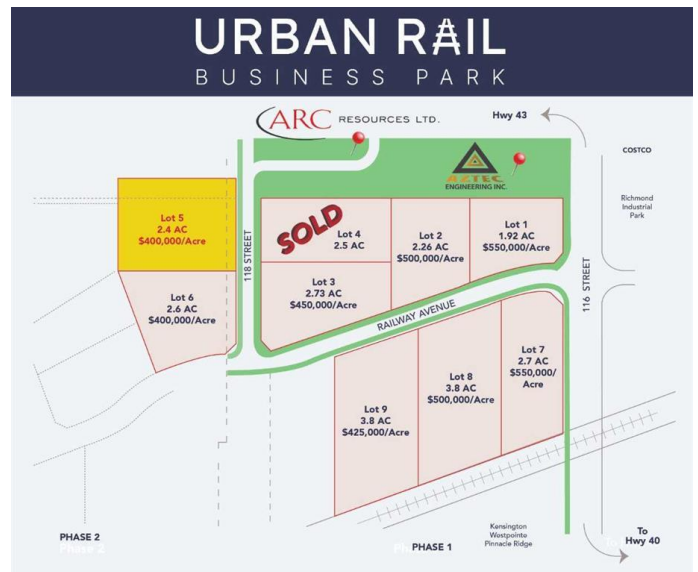 URBAN RAIL
BUSINESS PARK
ARC RESOURCES LTD.
Hwy 43
COSTCO
AZTEC
ENGINEERING INC.
Richmond
Industrial
Park
Lot 5
2.4 AC
$400,000/Acre
SOLD
Lot 4
2.5 AC
Lot 2
2.26 AC
$500,000/Acre
Lot 1
1.92 AC
$550,000/Acre
118 STREET
Lot 6
2.6 AC
$400,000/Acre
Lot 3
2.73 AC
$450,000/Acre
116 STREET
RAILWAY AVENUE
Lot 7
2.7 AC
$550,000/
Acre
Lot 8
3.8 AC
$500,000/Acre
Lot 9
3.8 AC
$425,000/Acre
PHASE 2
Phase 2
PHASE 1
Kensington
Westpointe
Pinnacle Ridge
To
Hwy 40